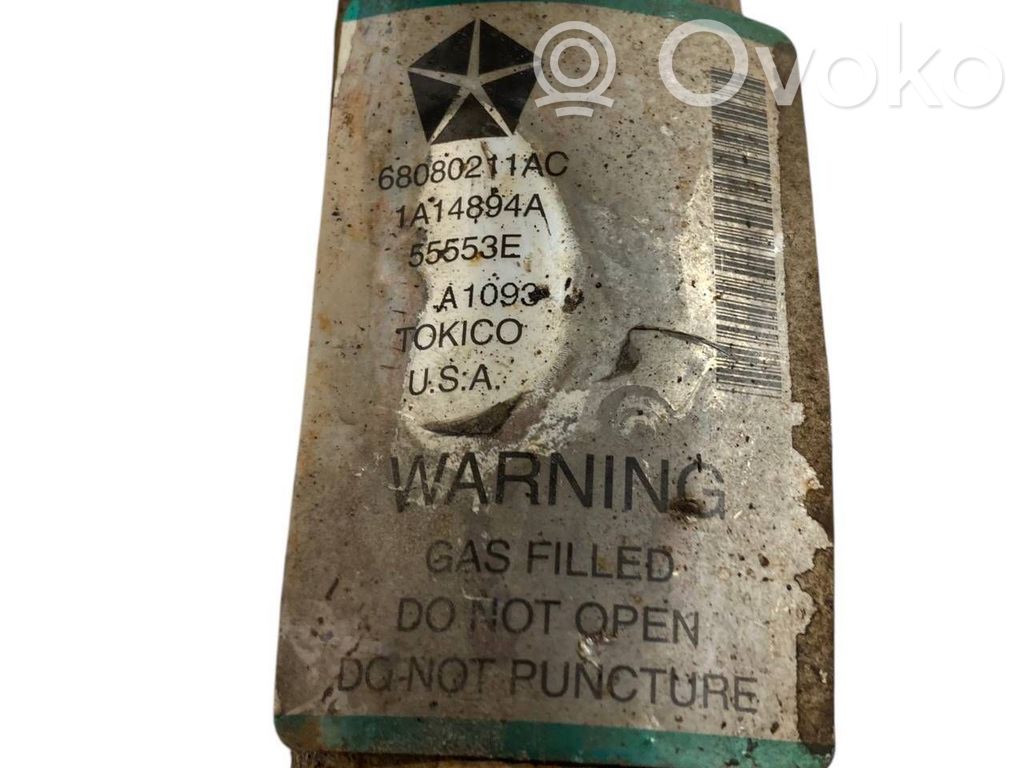 Ovoko
68080211AC
1A14894A
55553E
A1093
TOKICO
U.S.A.
WARNING
GAS FILLED
DO NOT OPEN
DO NOT PUNCTURE